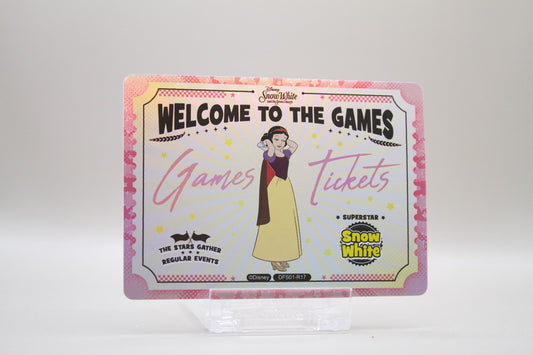 Disney
Snow White
and the Seven Dwarfs
WELCOME TO THE GAMES
Games Tickets
THE STARS GATHER
REGULAR EVENTS
SUPERSTAR
Snow
White
©Disney DFS01-R17